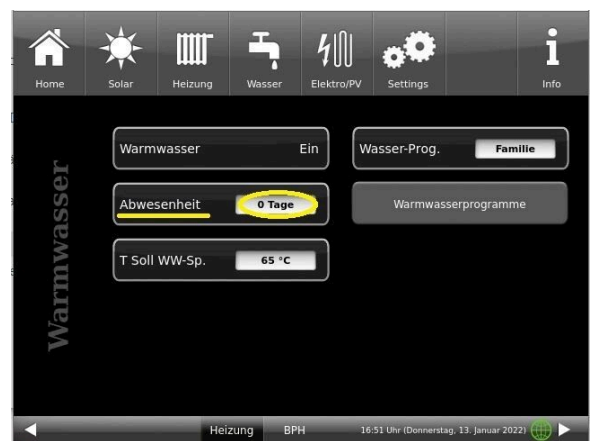 Home Solar Heizung Wasser Elektro/PV Settings Info
Warmwasser
Warmwasser Ein
Wasser-Prog. Familie
Abwesenheit 0 Tage
Warmwasserprogramme
T Soll WW-Sp. 65 °C
Heizung BPH 16:51 Uhr (Donnerstag, 13. Januar 2022)